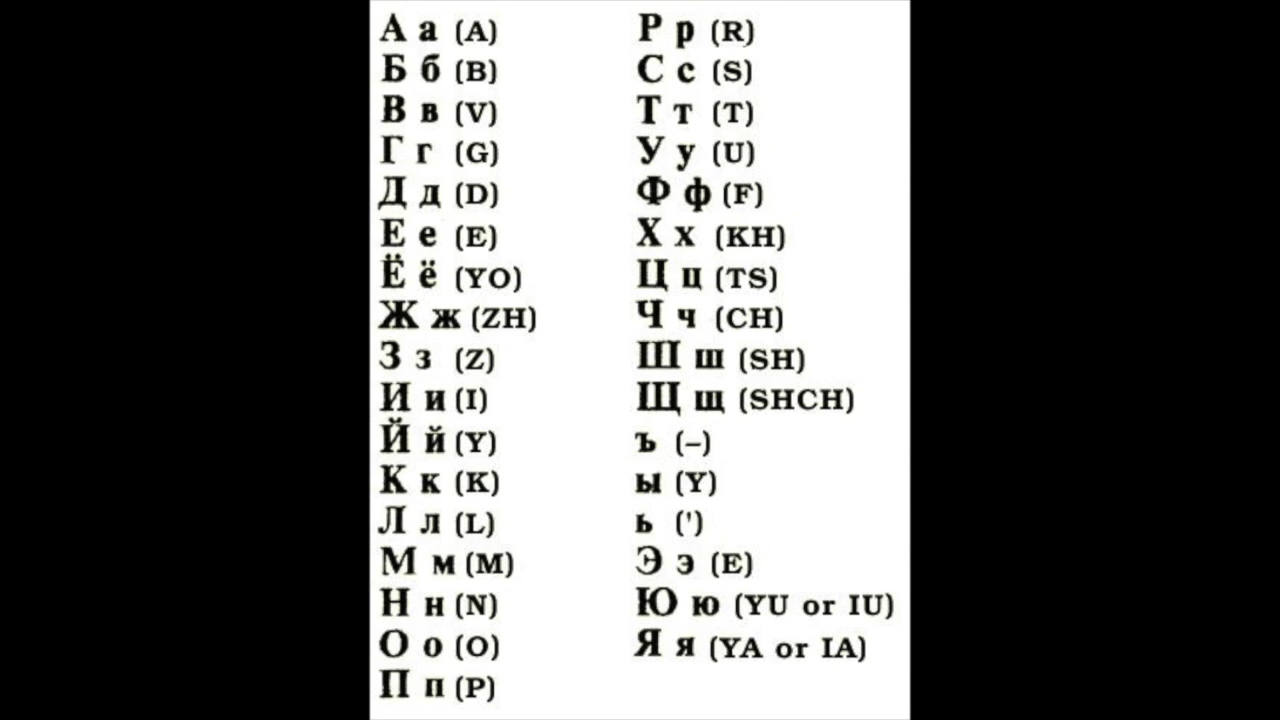 А а (A)
Б б (B)
В в (V)
Г г (G)
Д д (D)
Е е (E)
Ё ё (YO)
Ж ж (ZH)
З з (Z)
И и (I)
Й й (Y)
К к (K)
Л л (L)
М м (M)
Н н (N)
О о (O)
П п (P)
Р р (R)
С с (S)
Т т (T)
У у (U)
Ф ф (F)
Х х (KH)
Ц ц (TS)
Ч ч (CH)
Ш ш (SH)
Щ щ (SHCH)
ъ (–)
ы (Y)
ь (')
Э э (E)
Ю ю (YU or IU)
Я я (YA or IA)